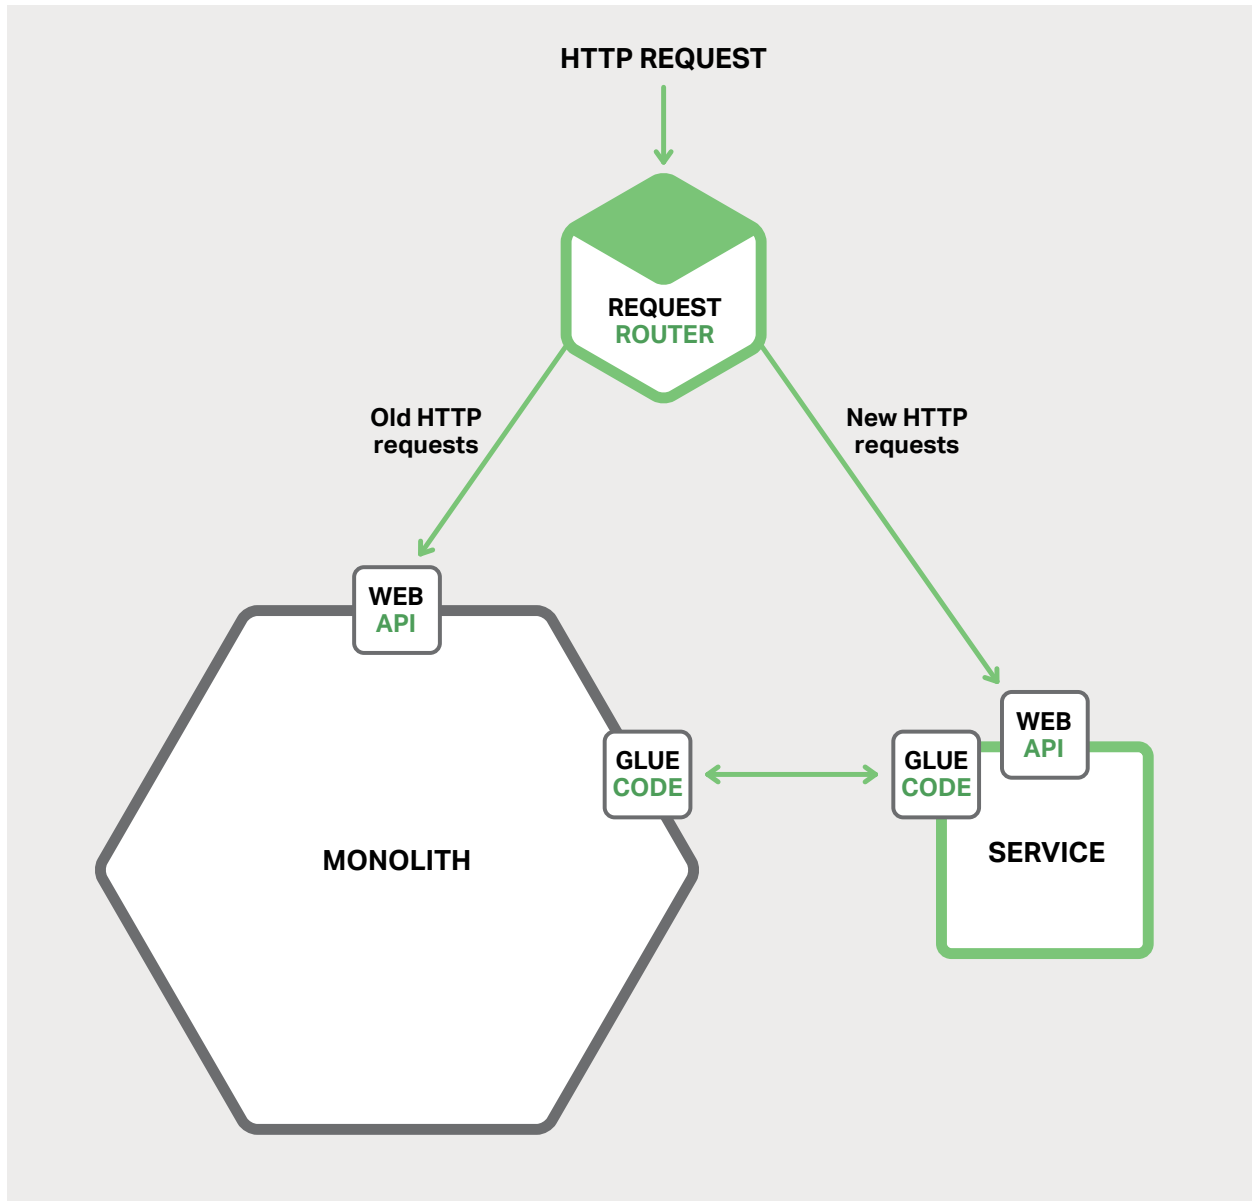 HTTP REQUEST
REQUEST
ROUTER
Old HTTP
requests
New HTTP
requests
WEB
API
WEB
API
GLUE
CODE
GLUE
CODE
MONOLITH
SERVICE